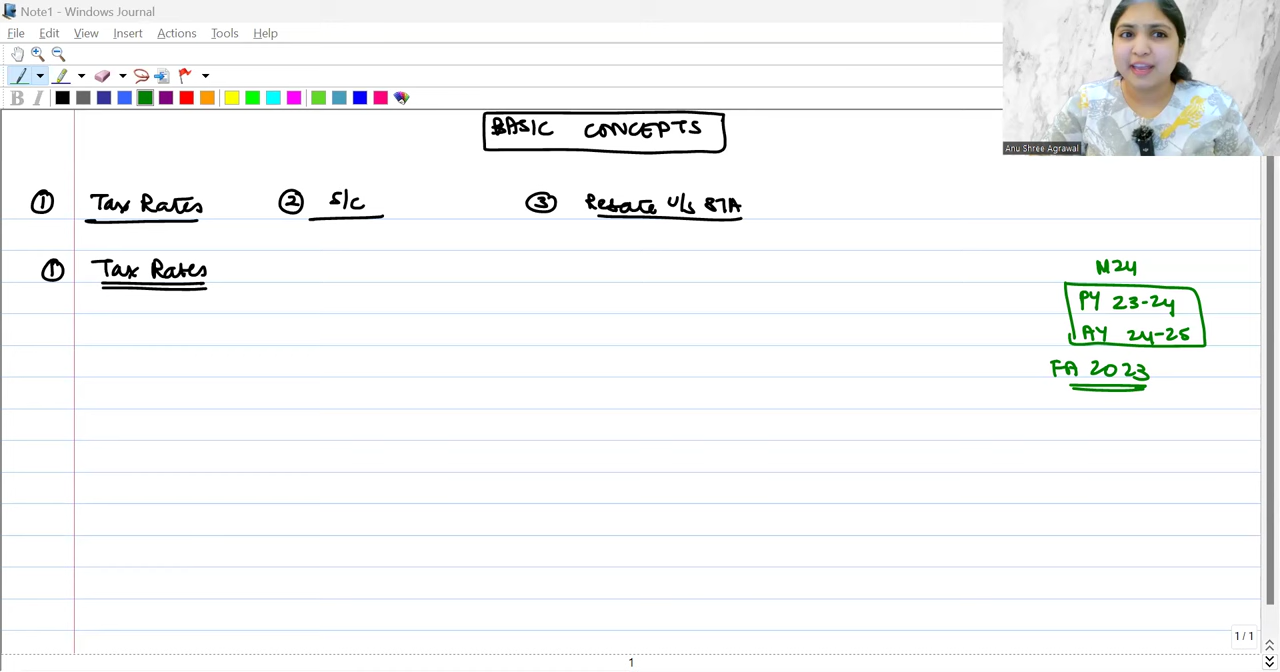 Note1 - Windows Journal
File Edit View Insert Actions Tools Help
B I
Anu Shree Agrawal
BASIC CONCEPTS
① Tax Rates ② S/C ③ Rebate u/s 87A
① Tax Rates
M24
PY 23-24
AY 24-25
FA 2023
1 / 1
1